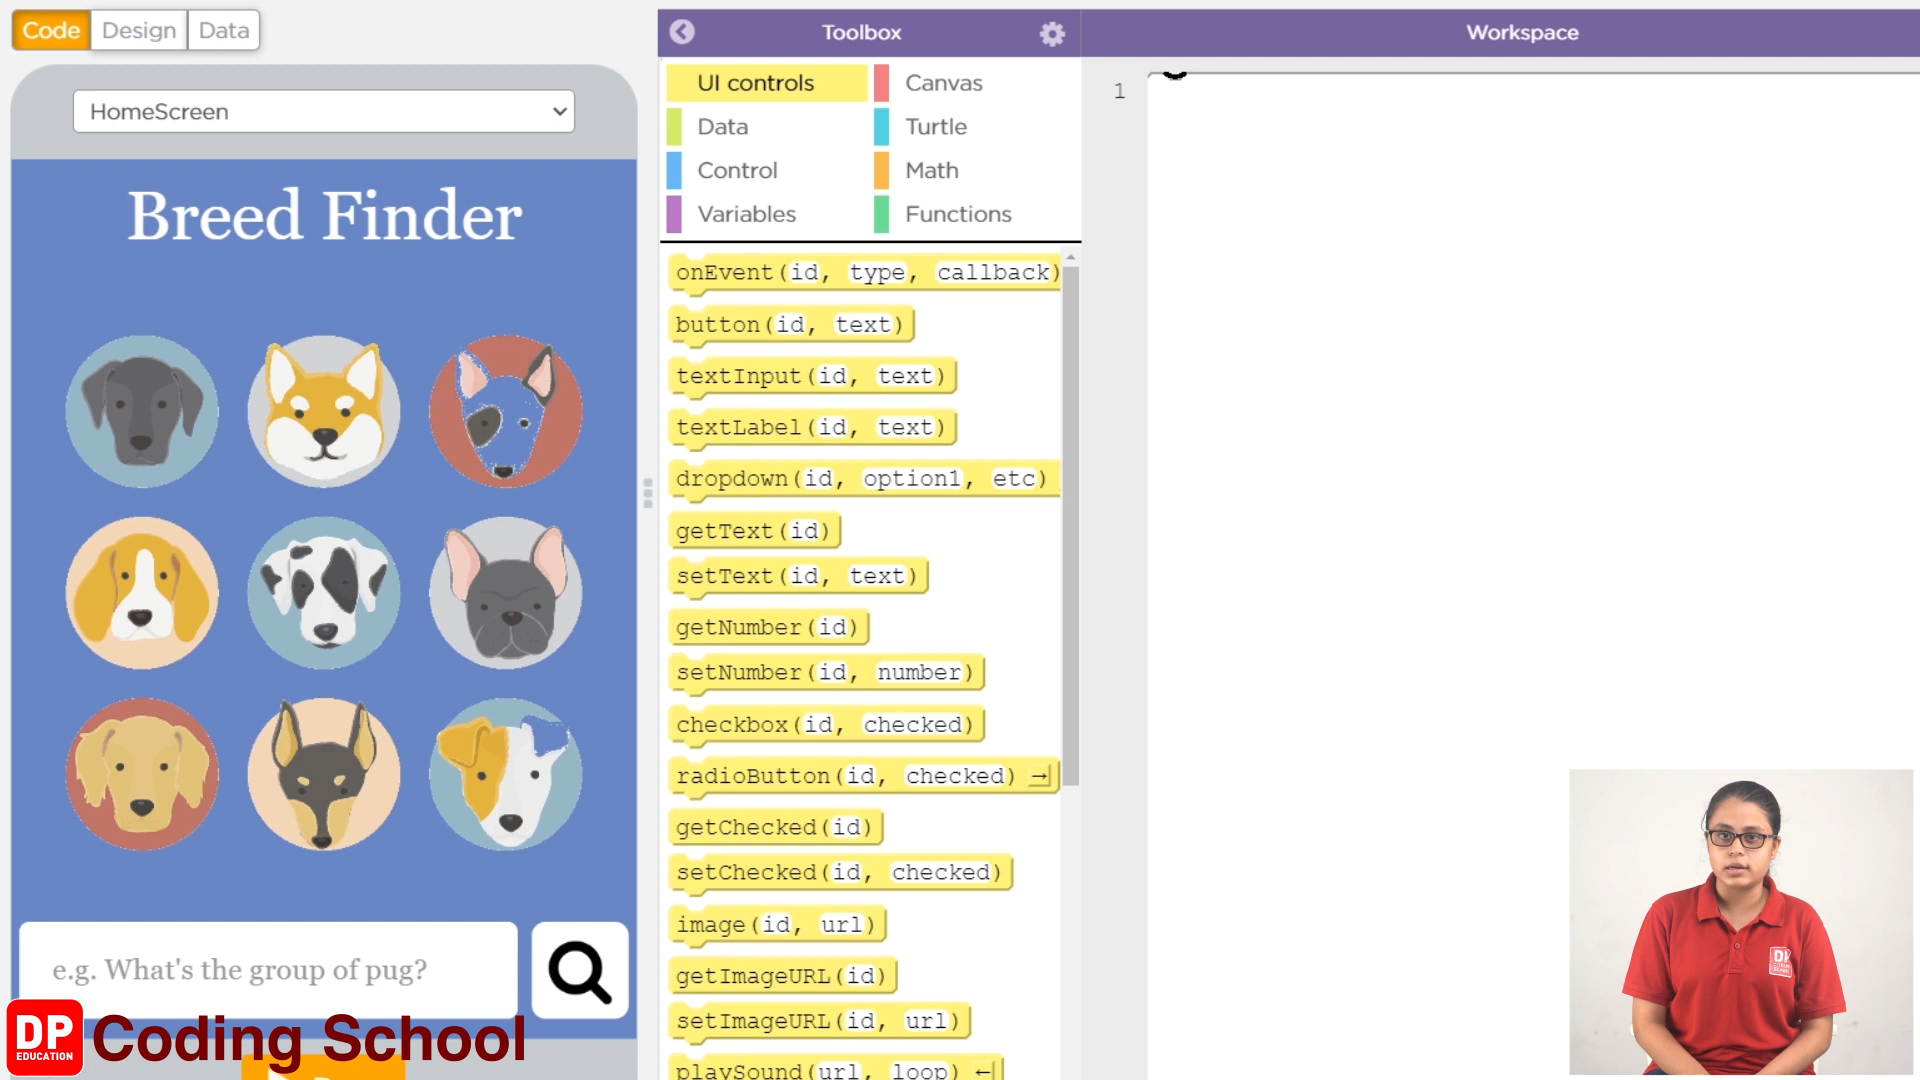 Code Design Data
HomeScreen
Breed Finder
e.g. What's the group of pug?
DP
EDUCATION
Coding School
Toolbox
UI controls
Canvas
Data
Turtle
Control
Math
Variables
Functions
onEvent(id, type, callback)
button(id, text)
textInput(id, text)
textLabel(id, text)
dropdown(id, option1, etc)
getText(id)
setText(id, text)
getNumber(id)
setNumber(id, number)
checkbox(id, checked)
radioButton(id, checked) →
getChecked(id)
setChecked(id, checked)
image(id, url)
getImageURL(id)
setImageURL(id, url)
playSound(url, loop) ←
Workspace
1